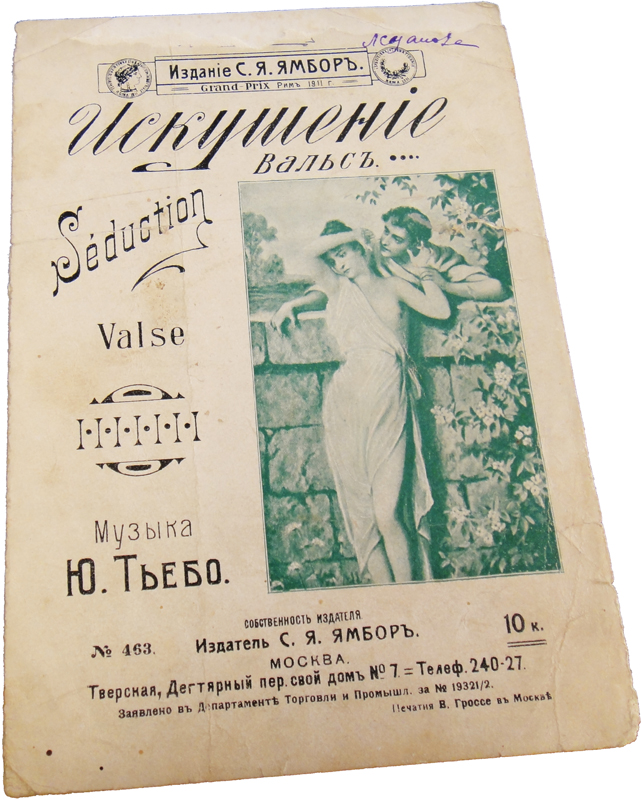 Изданіе С. Я. ЯМБОРЪ.
Grand-Prix Римъ 1911 г.
Искушеніе
Вальсъ.
Séduction
Valse
Музыка
Ю. ТЬЕБО.
СОБСТВЕННОСТЬ ИЗДАТЕЛЯ
№ 463.
Издатель С. Я. ЯМБОРЪ.
10 к.
МОСКВА.
Тверская, Дегтярный пер. свой домъ № 7. = Телеф. 240-27.
Заявлено въ Департаментѣ Торговли и Промышл. за № 19321/2.
Печатня В. Гроссе въ Москвѣ